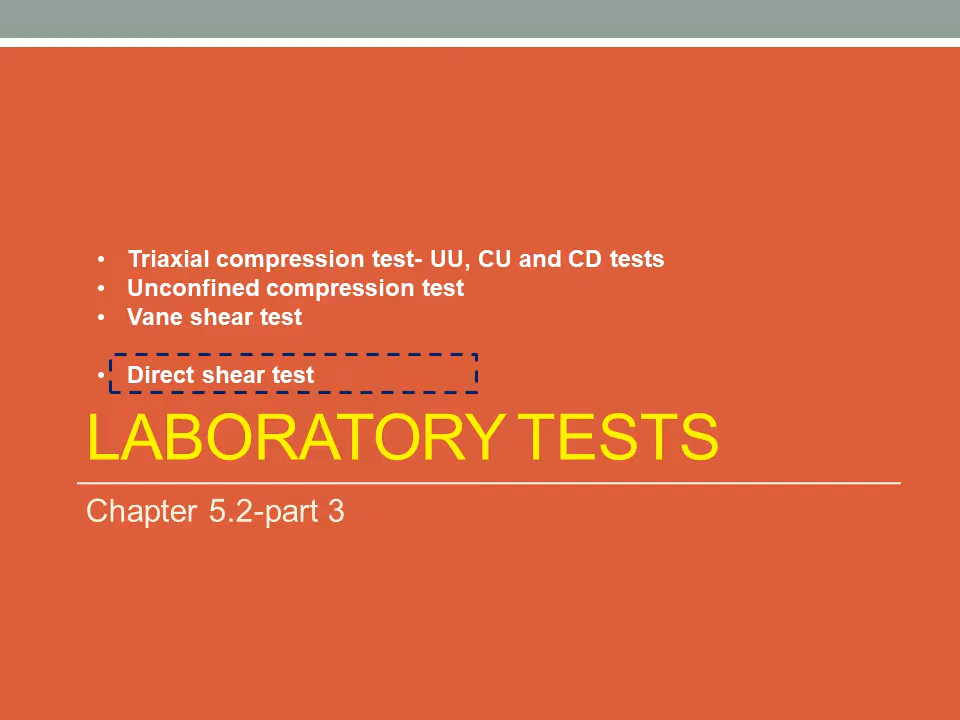 • Triaxial compression test- UU, CU and CD tests
• Unconfined compression test
• Vane shear test
• Direct shear test
LABORATORY TESTS
Chapter 5.2-part 3